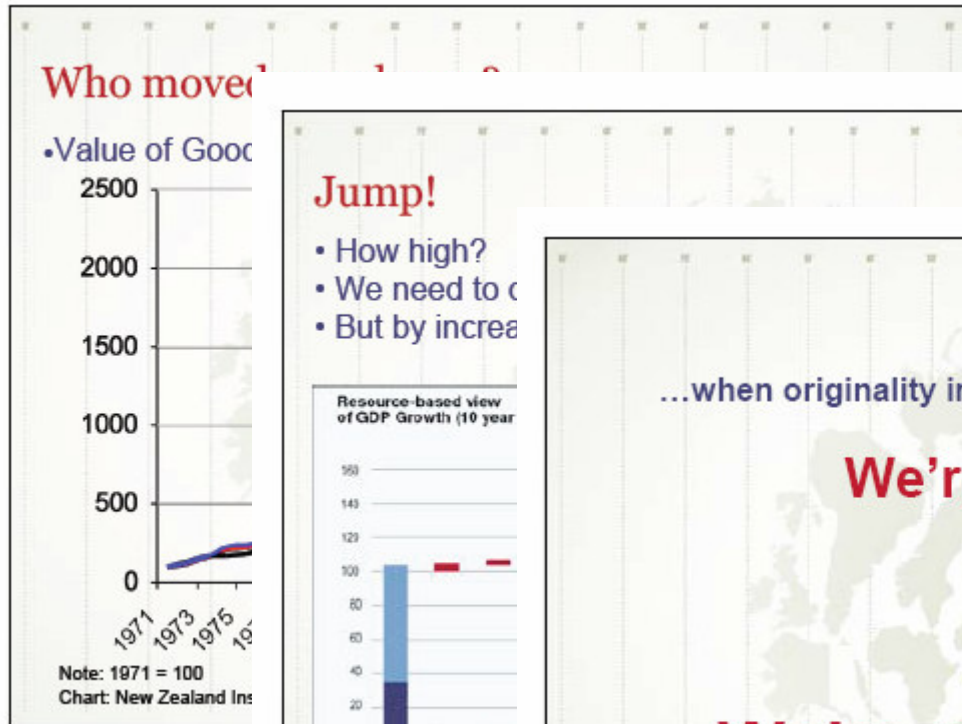 Who moved
•Value of Good
2500
2000
1500
1000
500
0
1971
1973
1975
Note: 1971 = 100
Chart: New Zealand Ins
Jump!
• How high?
• We need to
• But by increa
Resource-based view
of GDP Growth (10 year
160
140
120
100
80
60
40
20
...when originality in
We're